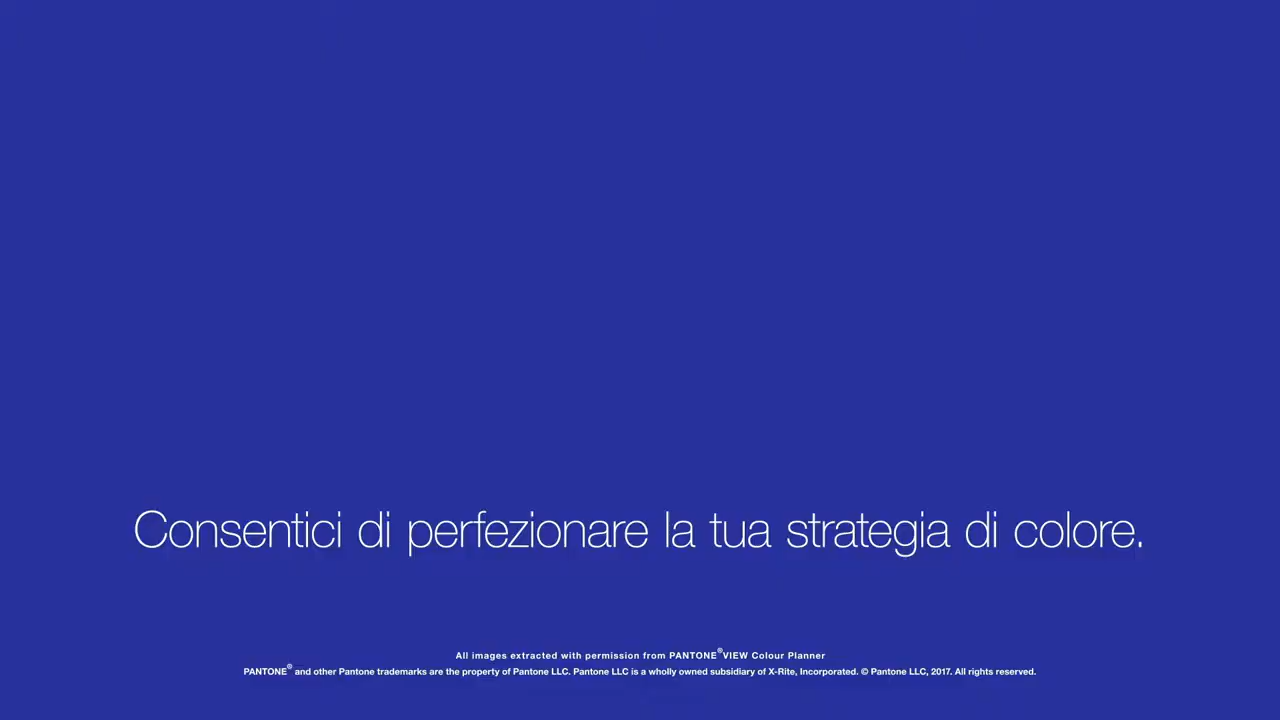 Consentici di perfezionare la tua strategia di colore.
All images extracted with permission from PANTONE®VIEW Colour Planner
PANTONE® and other Pantone trademarks are the property of Pantone LLC. Pantone LLC is a wholly owned subsidiary of X-Rite, Incorporated. © Pantone LLC, 2017. All rights reserved.